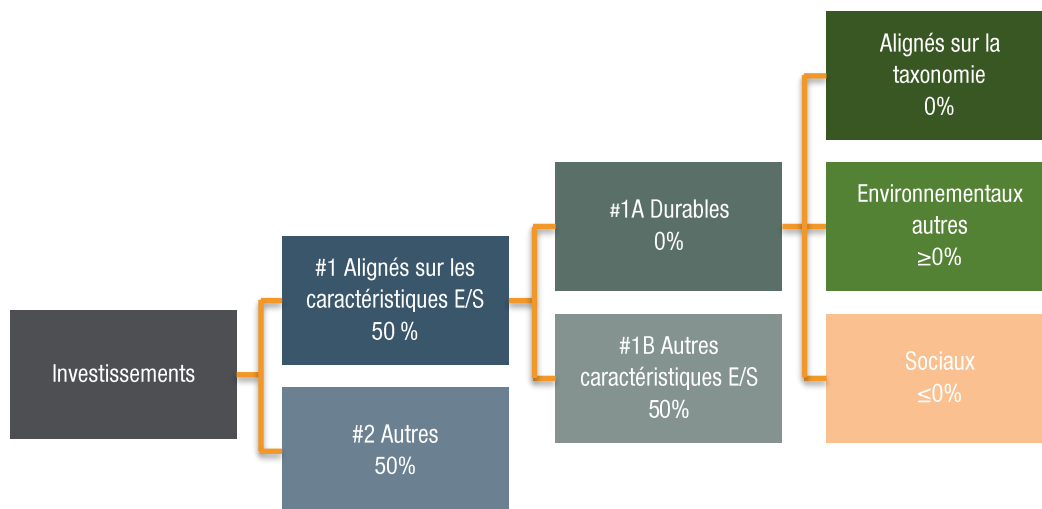 Investissements
#1 Alignés sur les
caractéristiques E/S
50 %
#2 Autres
50%
#1A Durables
0%
#1B Autres
caractéristiques E/S
50%
Alignés sur la
taxonomie
0%
Environnementaux
autres
≥0%
Sociaux
≤0%